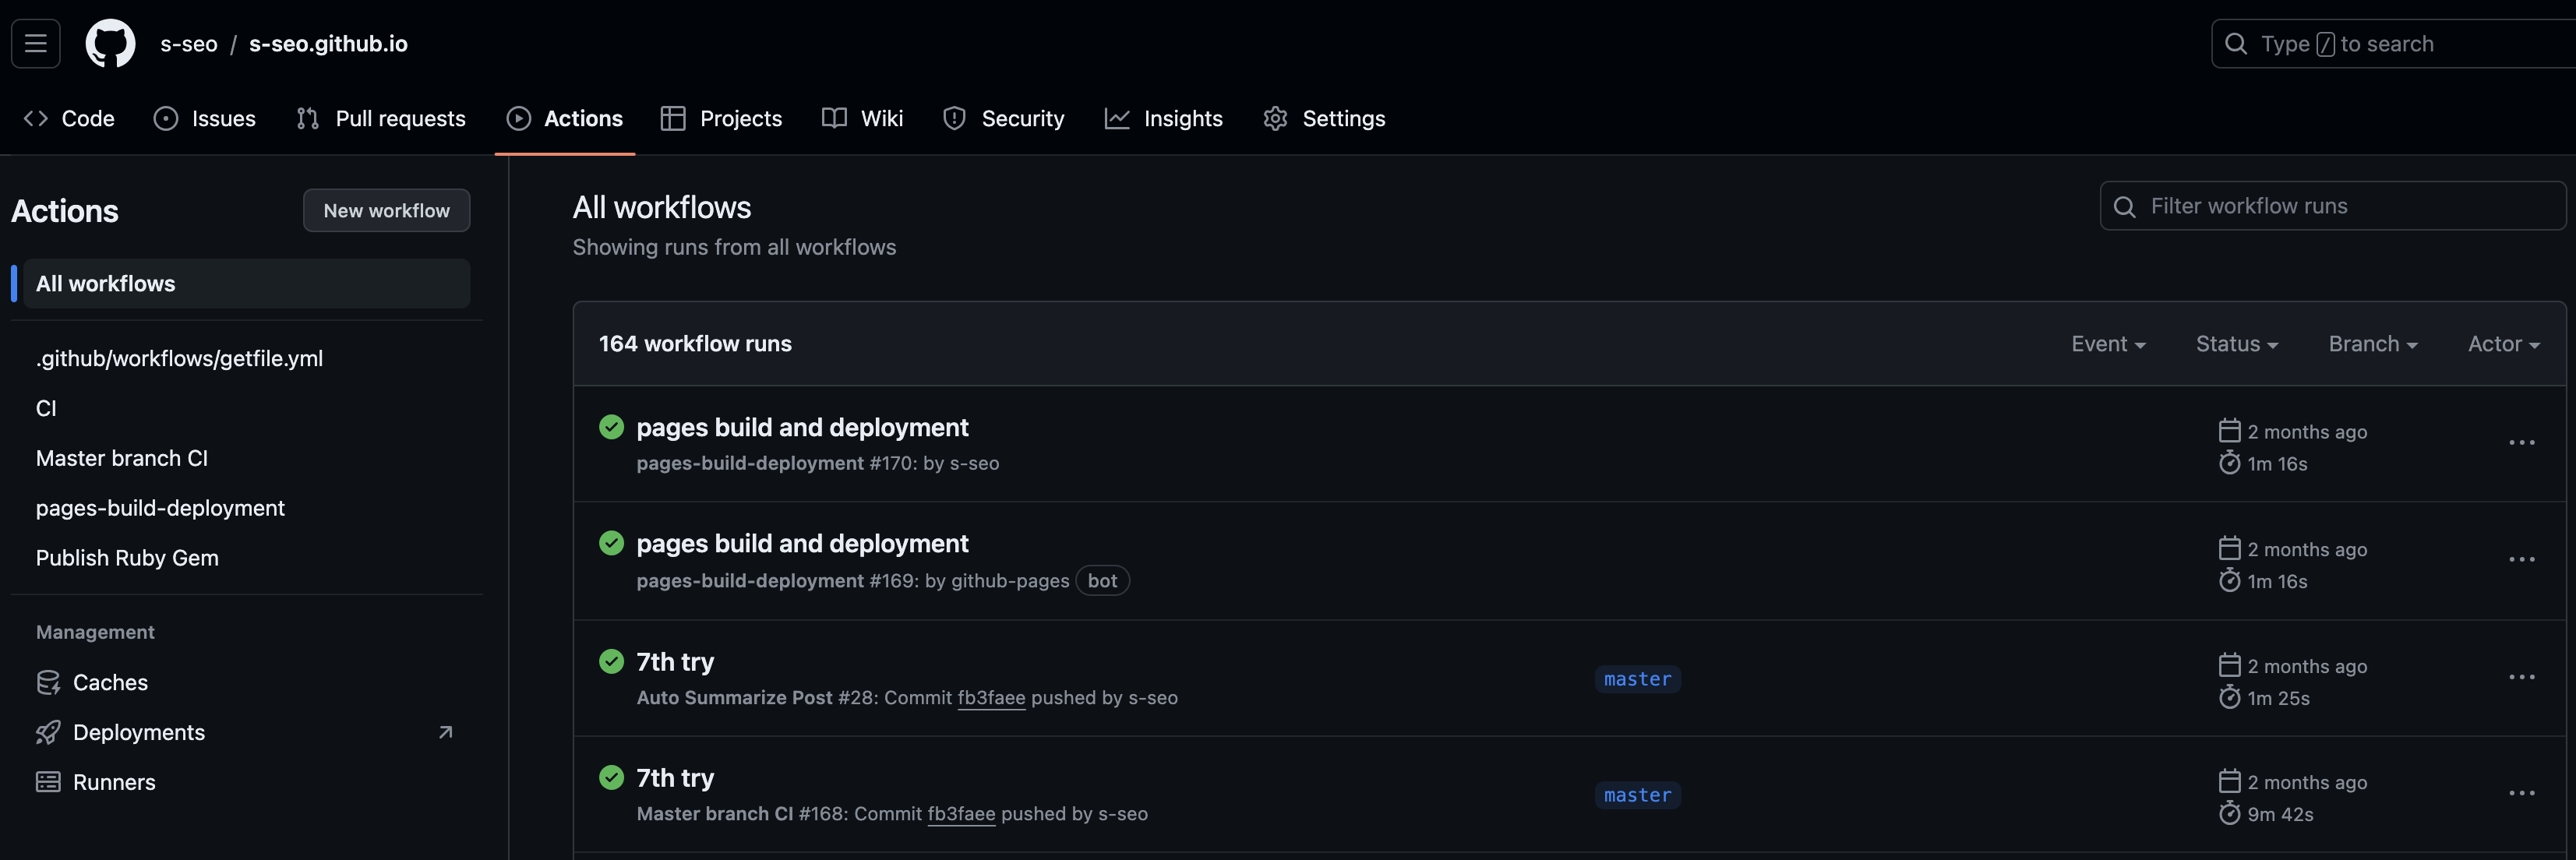 s-seo / s-seo.github.io
Type / to search
Code Issues Pull requests Actions Projects Wiki Security Insights Settings
Actions
New workflow
All workflows
.github/workflows/getfile.yml
CI
Master branch CI
pages-build-deployment
Publish Ruby Gem
Management
Caches
Deployments
Runners
All workflows
Showing runs from all workflows
Filter workflow runs
164 workflow runs
Event Status Branch Actor
pages build and deployment
pages-build-deployment #170: by s-seo
2 months ago
1m 16s
pages build and deployment
pages-build-deployment #169: by github-pages bot
2 months ago
1m 16s
7th try
Auto Summarize Post #28: Commit fb3faee pushed by s-seo
master
2 months ago
1m 25s
7th try
Master branch CI #168: Commit fb3faee pushed by s-seo
master
2 months ago
9m 42s